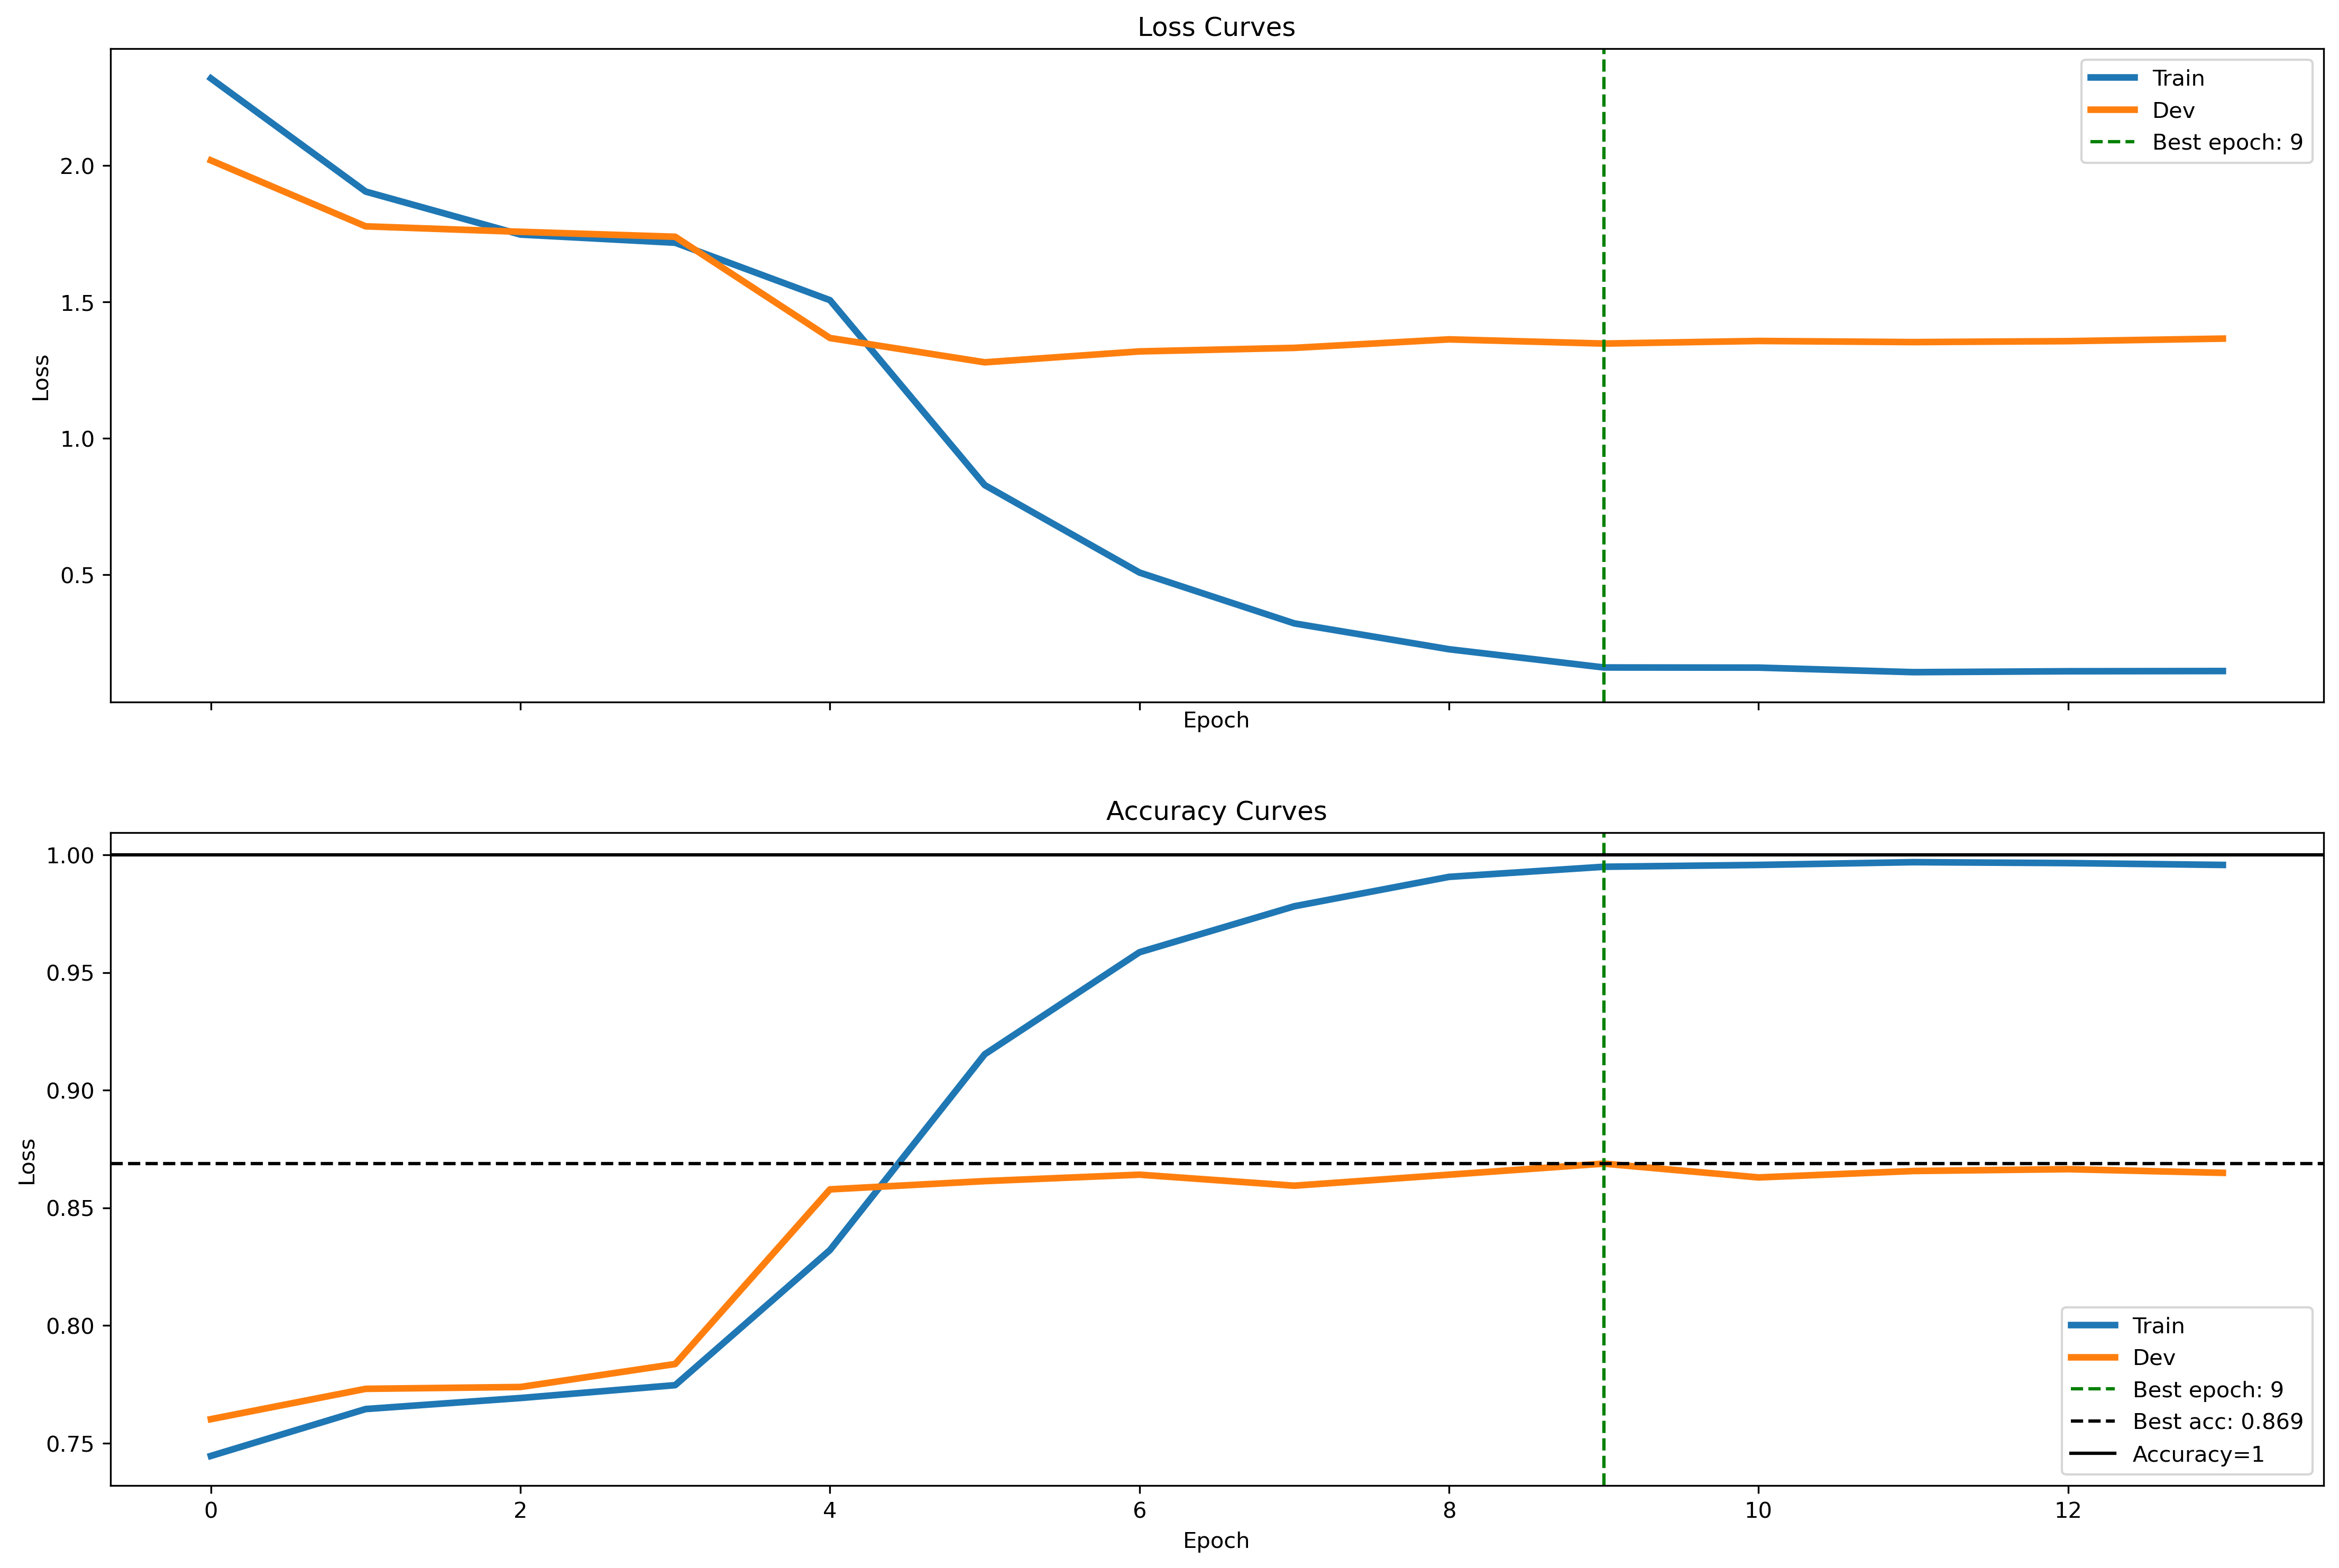 Loss Curves
Train
Dev
Best epoch: 9
2.0
1.5
1.0
0.5
Loss
Epoch
Accuracy Curves
1.00
0.95
0.90
0.85
0.80
0.75
Loss
Train
Dev
Best epoch: 9
Best acc: 0.869
Accuracy=1
0 2 4 6 8 10 12
Epoch